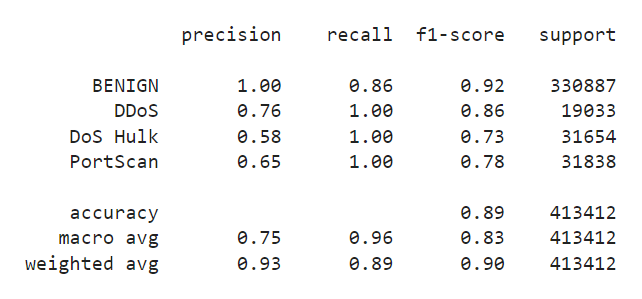 precision recall f1-score support
BENIGN 1.00 0.86 0.92 330887
DDoS 0.76 1.00 0.86 19033
DoS Hulk 0.58 1.00 0.73 31654
PortScan 0.65 1.00 0.78 31838
accuracy 0.89 413412
macro avg 0.75 0.96 0.83 413412
weighted avg 0.93 0.89 0.90 413412